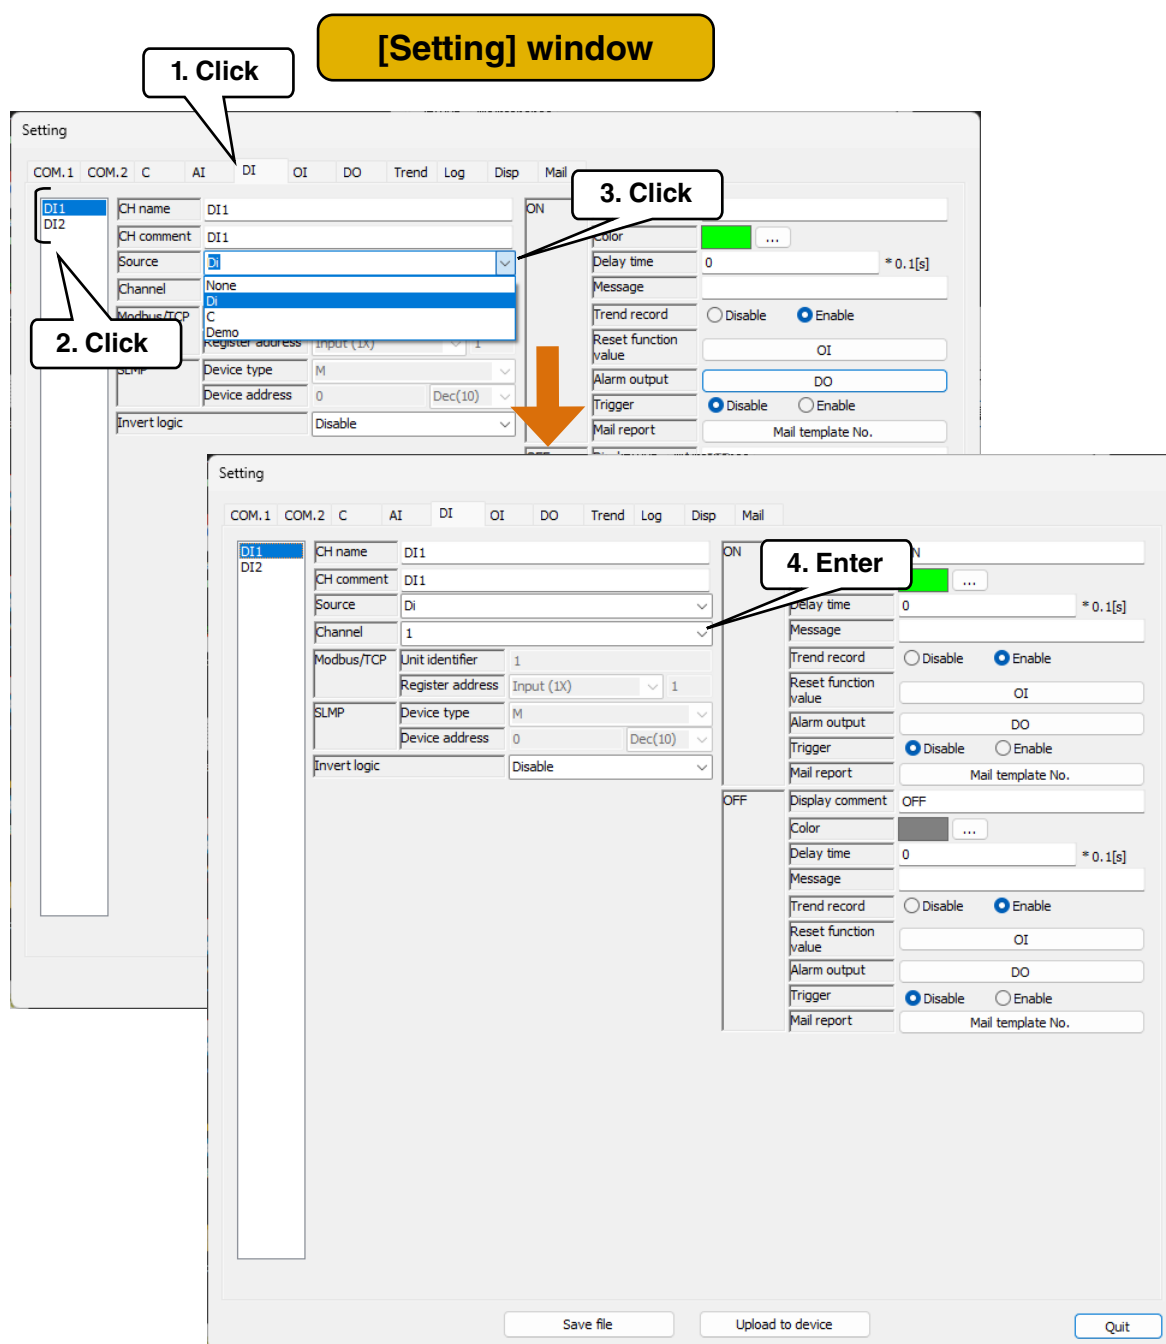 [Setting] window
1. Click
Setting
COM.1 COM.2 C AI DI OI DO Trend Log Disp Mail
3. Click
DI1
DI2
CH name DI1
CH comment DI1
Source Di
None
Di
C
Demo
Channel
Modbus/TCP
Register address Input (1X) 1
2. Click
SLMP Device type M
Device address 0 Dec(10)
Invert logic Disable
ON
Color ...
Delay time 0 * 0.1[s]
Message
Trend record Disable Enable
Reset function value OI
Alarm output DO
Trigger Disable Enable
Mail report Mail template No.
Setting
COM.1 COM.2 C AI DI OI DO Trend Log Disp Mail
DI1
DI2
CH name DI1
CH comment DI1
Source Di
Channel 1
Modbus/TCP Unit identifier 1
Register address Input (1X) 1
SLMP Device type M
Device address 0 Dec(10)
Invert logic Disable
4. Enter
ON
...
Delay time 0 * 0.1[s]
Message
Trend record Disable Enable
Reset function value OI
Alarm output DO
Trigger Disable Enable
Mail report Mail template No.
OFF Display comment OFF
Color ...
Delay time 0 * 0.1[s]
Message
Trend record Disable Enable
Reset function value OI
Alarm output DO
Trigger Disable Enable
Mail report Mail template No.
Save file Upload to device Quit